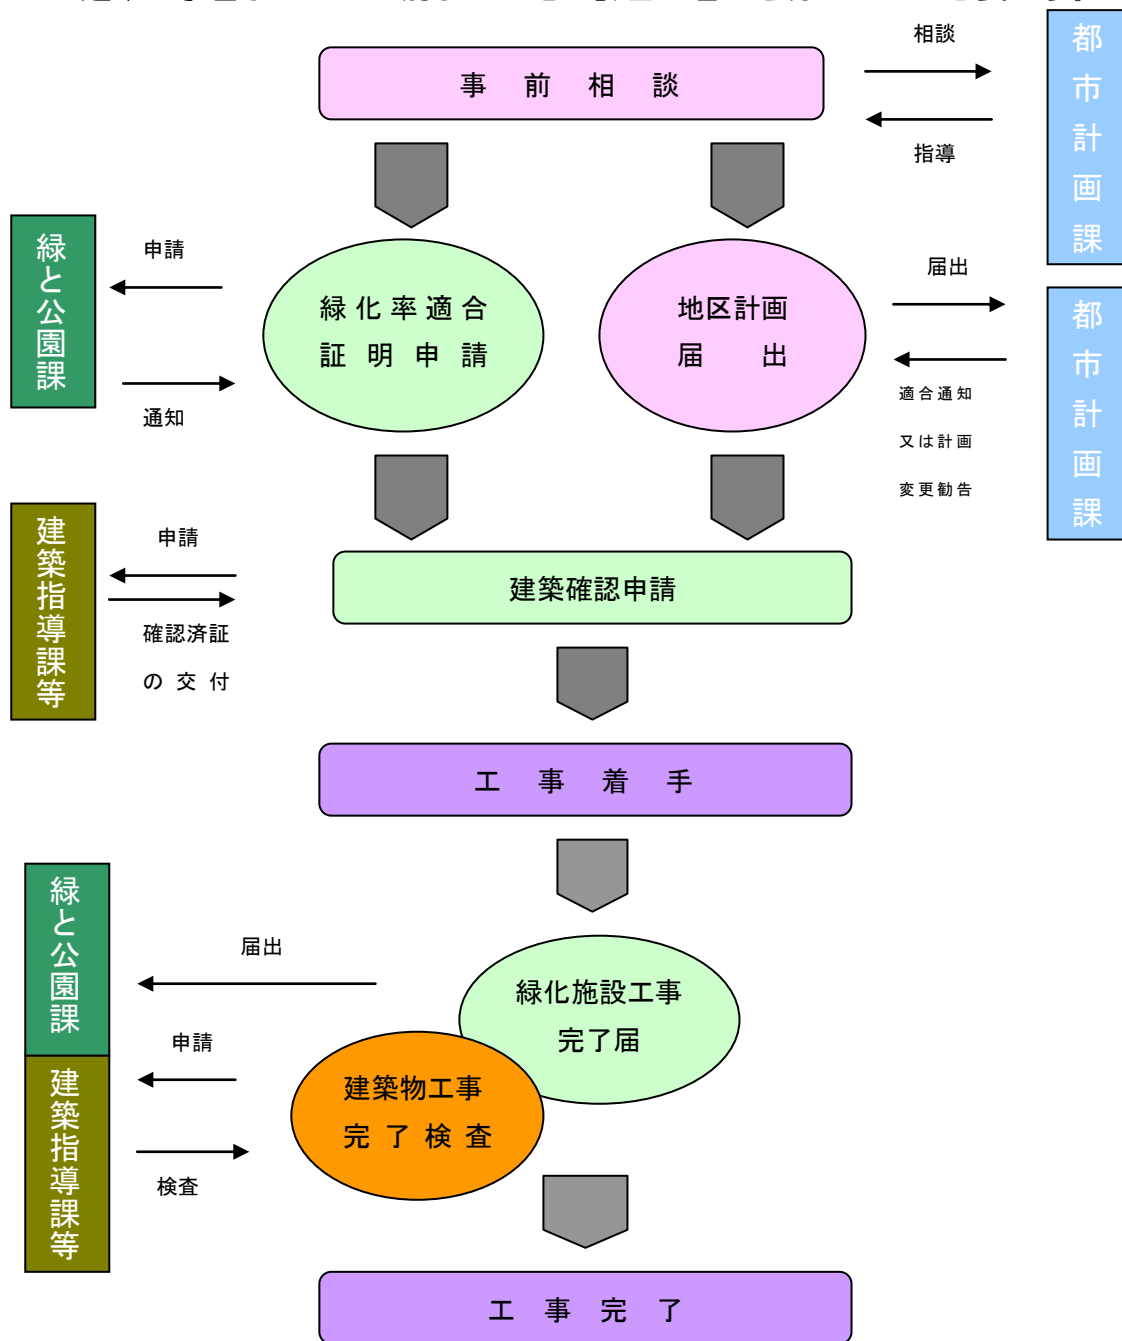 相談
都市計画課
事前相談
指導
緑と公園課
申請
届出
緑化率適合
証明申請
地区計画
届出
都市計画課
通知
適合通知
又は計画
変更勧告
建築指導課等
申請
建築確認申請
確認済証
の交付
工事着手
緑と公園課
届出
緑化施設工事
完了届
申請
建築指導課等
建築物工事
完了検査
検査
工事完了